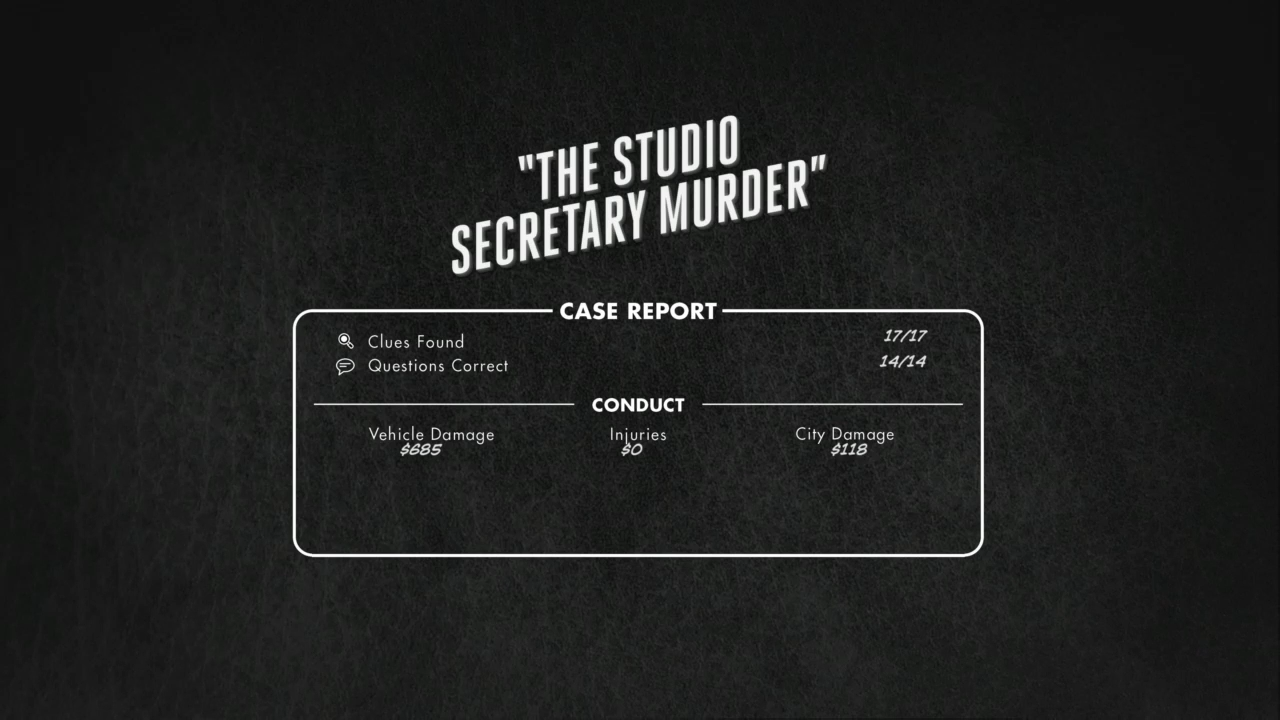 "THE STUDIO
SECRETARY MURDER"
CASE REPORT
Clues Found 17/17
Questions Correct 14/14
CONDUCT
Vehicle Damage Injuries City Damage
$685 $0 $118